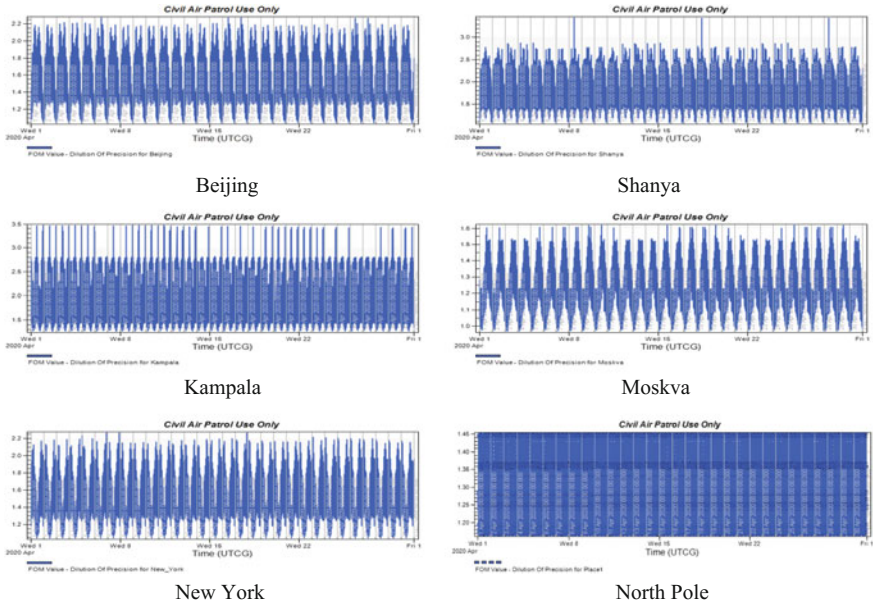 Civil Air Patrol Use Only
2.2
2.0
1.8
1.6
1.4
1.2
Wed 1 Wed 8 Wed 15 Wed 22 Fri 1
2020 Apr Time (UTCG)
FOM Value - Dilution Of Precision for Beijing
Beijing
Civil Air Patrol Use Only
3.0
2.5
2.0
1.5
Wed 1 Wed 8 Wed 15 Wed 22 Fri 1
2020 Apr Time (UTCG)
FOM Value - Dilution Of Precision for Shanya
Shanya
Civil Air Patrol Use Only
3.5
3.0
2.5
2.0
1.5
Wed 1 Wed 8 Wed 15 Wed 22 Fri 1
2020 Apr Time (UTCG)
FOM Value - Dilution Of Precision for Kampala
Kampala
Civil Air Patrol Use Only
1.6
1.5
1.4
1.3
1.2
1.1
1.0
Wed 1 Wed 8 Wed 15 Wed 22 Fri 1
2020 Apr Time (UTCG)
FOM Value - Dilution Of Precision for Moskva
Moskva
Civil Air Patrol Use Only
2.2
2.0
1.8
1.6
1.4
1.2
Wed 1 Wed 8 Wed 15 Wed 22 Fri 1
2020 Apr Time (UTCG)
FOM Value - Dilution Of Precision for New_York
New York
Civil Air Patrol Use Only
1.45
1.35
1.30
1.25
1.20
Wed 1 Wed 8 Wed 15 Wed 22 Fri 1
2020 Apr Time (UTCG)
FOM Value - Dilution Of Precision for Place1
North Pole